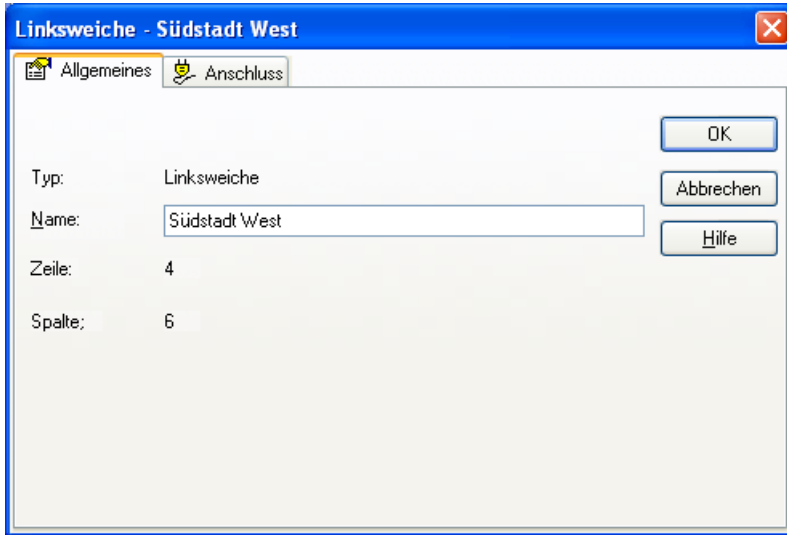 Linksweiche - Südstadt West
Allgemeines Anschluss
OK
Typ: Linksweiche
Abbrechen
Name: Südstadt West
Hilfe
Zeile: 4
Spalte; 6